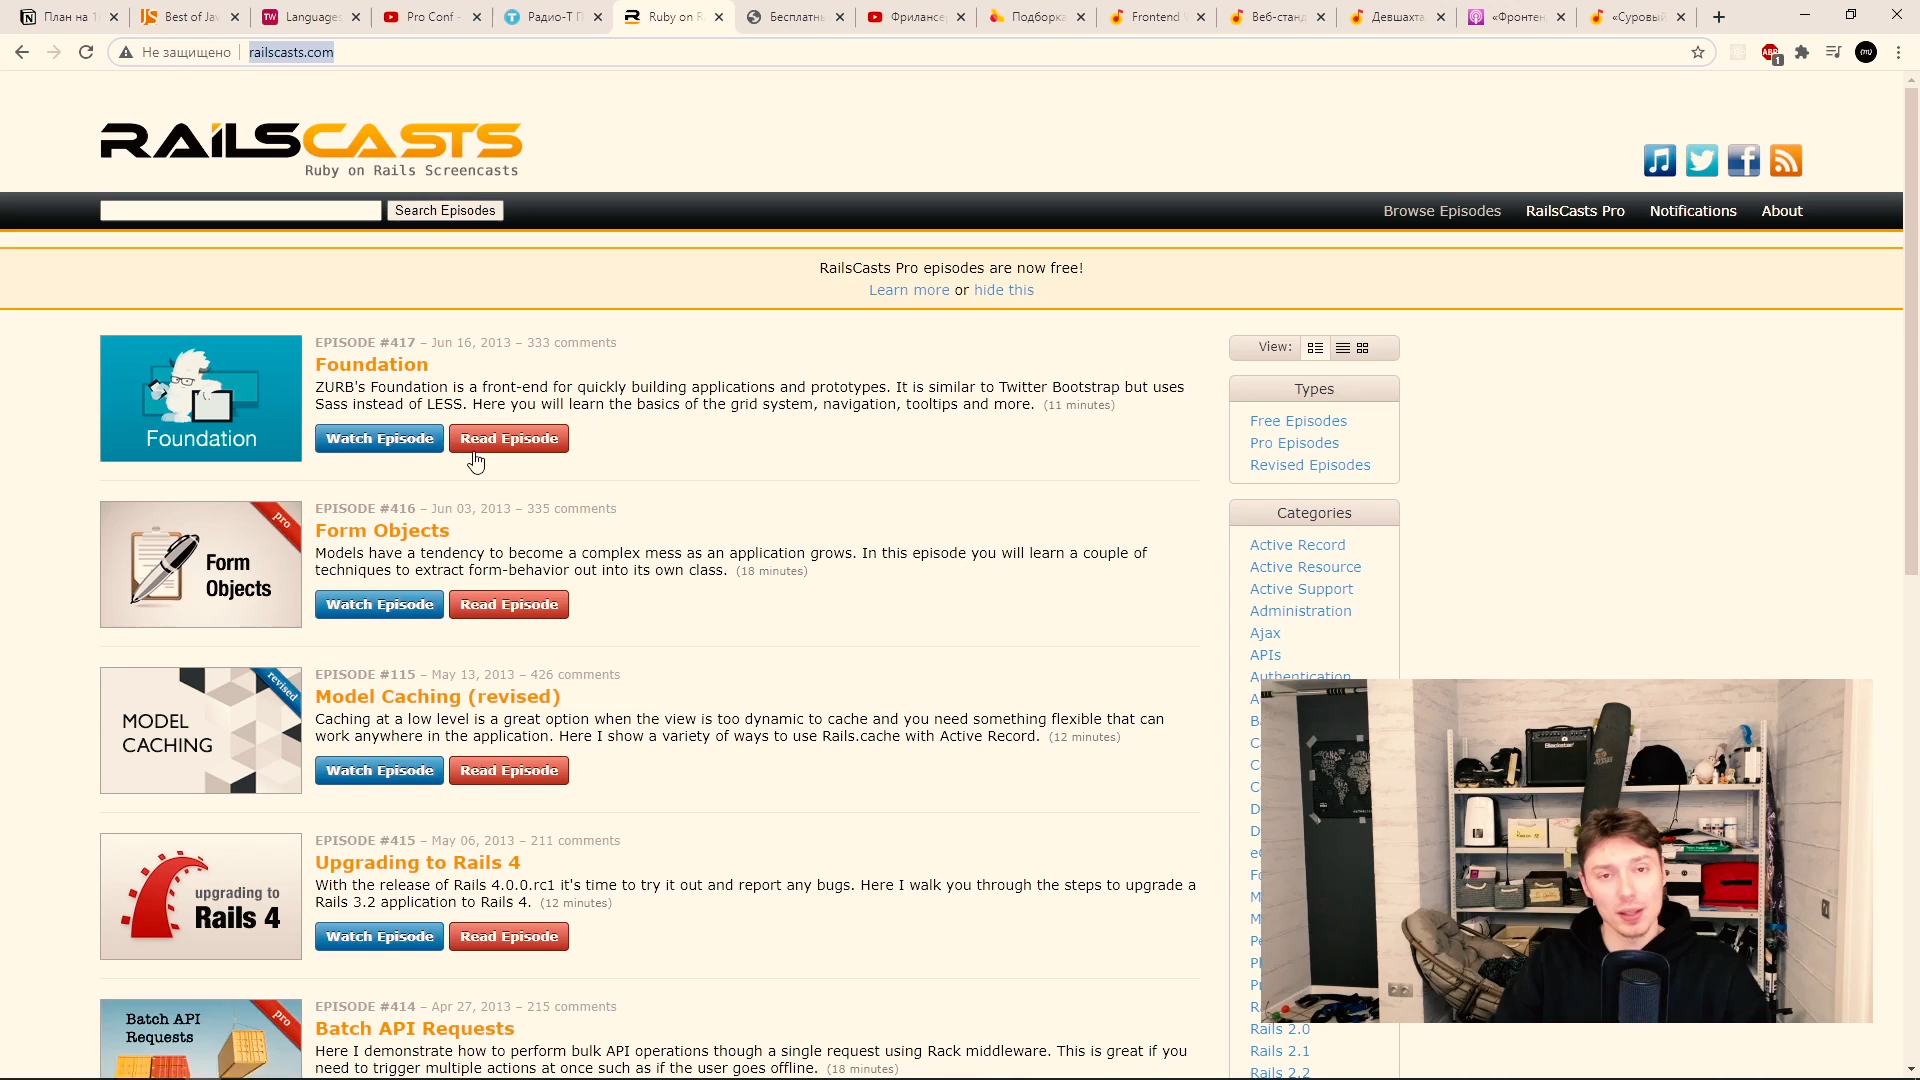 План на Т
Best of Jav
Languages
Pro Conf -
Радио-Т П
Ruby on R
Бесплатнь
Фрилансе
Подборка
Frontend
Веб-станд
Девшахта
«Фронтен
«Суровый
Не защищено
railscasts.com
ABP
1
RAiLSCASTS
Ruby on Rails Screencasts
Search Episodes
Browse Episodes
RailsCasts Pro
Notifications
About
RailsCasts Pro episodes are now free!
Learn more or hide this
Foundation
EPISODE #417 – Jun 16, 2013 – 333 comments
Foundation
ZURB's Foundation is a front-end for quickly building applications and prototypes. It is similar to Twitter Bootstrap but uses
Sass instead of LESS. Here you will learn the basics of the grid system, navigation, tooltips and more. (11 minutes)
Watch Episode
Read Episode
pro
Form
Objects
EPISODE #416 – Jun 03, 2013 – 335 comments
Form Objects
Models have a tendency to become a complex mess as an application grows. In this episode you will learn a couple of
techniques to extract form-behavior out into its own class. (18 minutes)
Watch Episode
Read Episode
revised
MODEL
CACHING
EPISODE #115 – May 13, 2013 – 426 comments
Model Caching (revised)
Caching at a low level is a great option when the view is too dynamic to cache and you need something flexible that can
work anywhere in the application. Here I show a variety of ways to use Rails.cache with Active Record. (12 minutes)
Watch Episode
Read Episode
upgrading to
Rails 4
EPISODE #415 – May 06, 2013 – 211 comments
Upgrading to Rails 4
With the release of Rails 4.0.0.rc1 it's time to try it out and report any bugs. Here I walk you through the steps to upgrade a
Rails 3.2 application to Rails 4. (12 minutes)
Watch Episode
Read Episode
pro
Batch API
Requests
EPISODE #414 – Apr 27, 2013 – 215 comments
Batch API Requests
Here I demonstrate how to perform bulk API operations though a single request using Rack middleware. This is great if you
need to trigger multiple actions at once such as if the user goes offline. (18 minutes)
View:
Types
Free Episodes
Pro Episodes
Revised Episodes
Categories
Active Record
Active Resource
Active Support
Administration
Ajax
APIs
Authentication
Rails 2.0
Rails 2.1
Rails 2.2
Blackstar